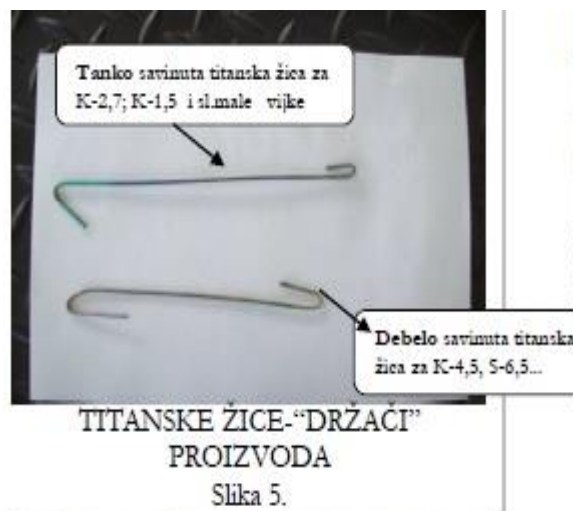 Tanko savinuta titanska žica za
K-2,7; K-1,5 i sl.male vijke
Debelo savinuta titanska
žica za K-4,5, S-6,5...
TITANSKE ŽICE-“DRŽAČI”
PROIZVODA
Slika 5.